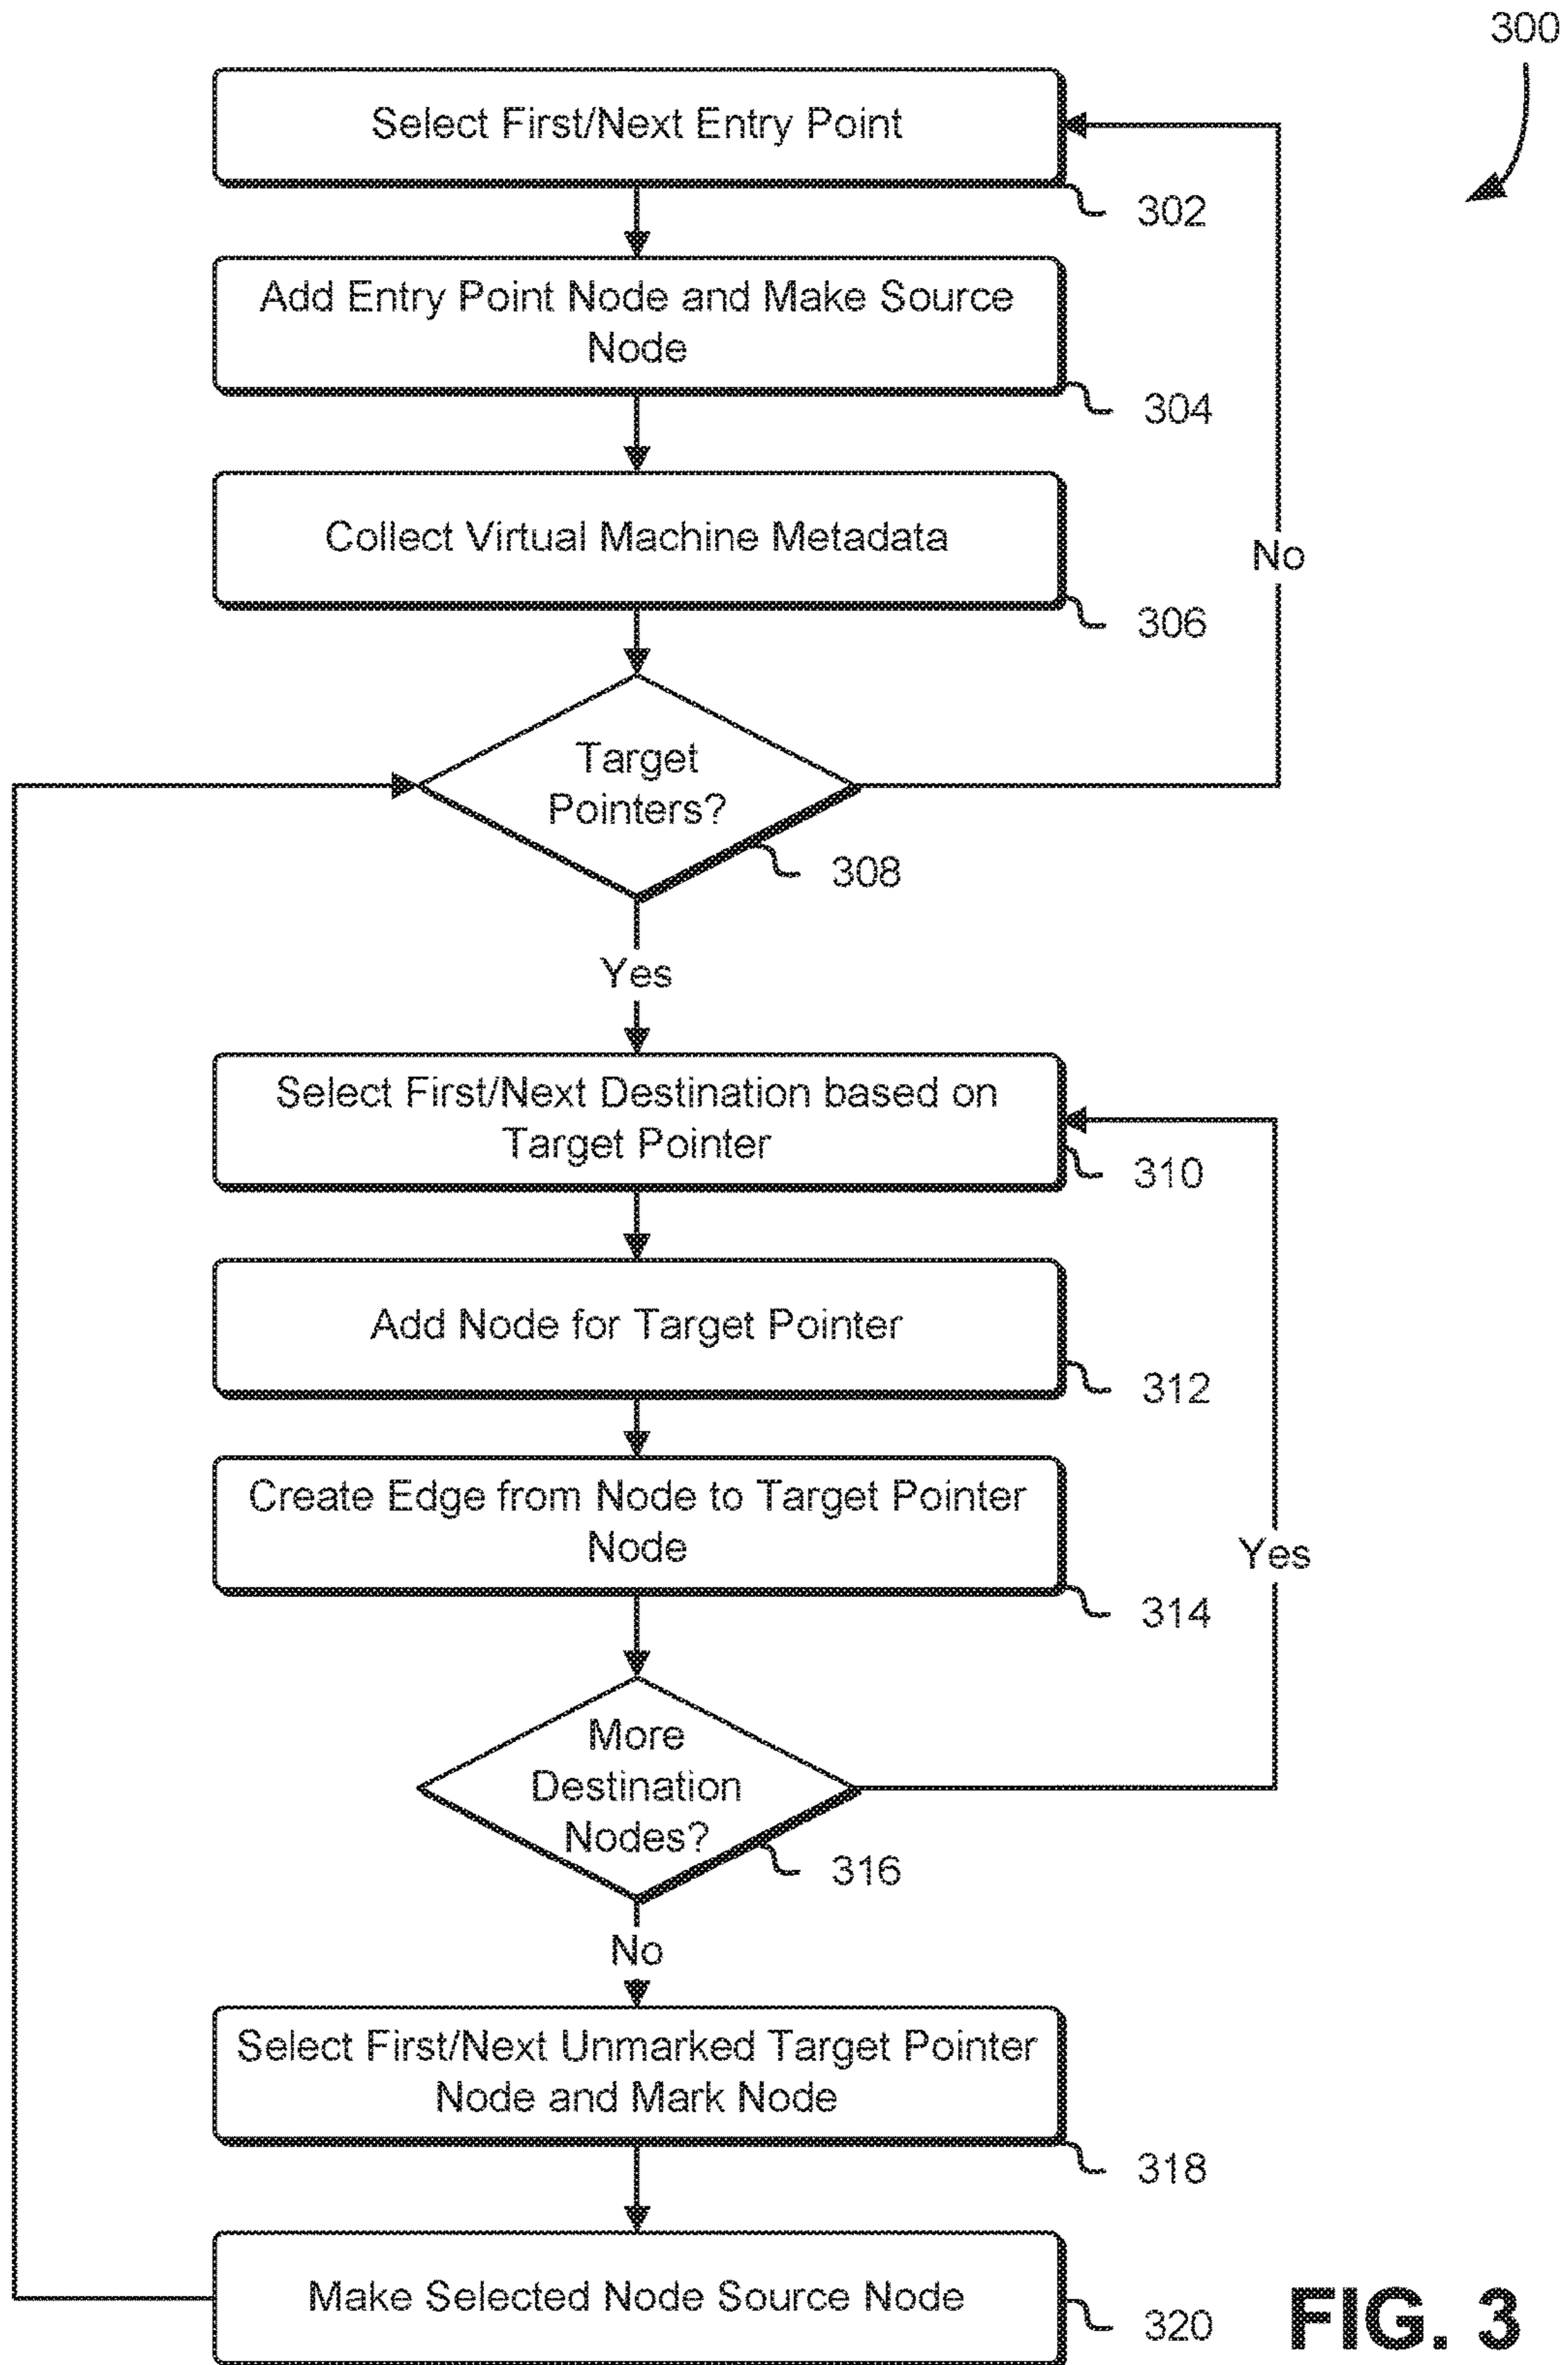 300
Select First/Next Entry Point
302
Add Entry Point Node and Make Source
Node
304
Collect Virtual Machine Metadata
306
No
Target
Pointers?
308
Yes
Select First/Next Destination based on
Target Pointer
310
Add Node for Target Pointer
312
Create Edge from Node to Target Pointer
Node
314
Yes
More
Destination
Nodes?
316
No
Select First/Next Unmarked Target Pointer
Node and Mark Node
318
Make Selected Node Source Node
320
FIG. 3